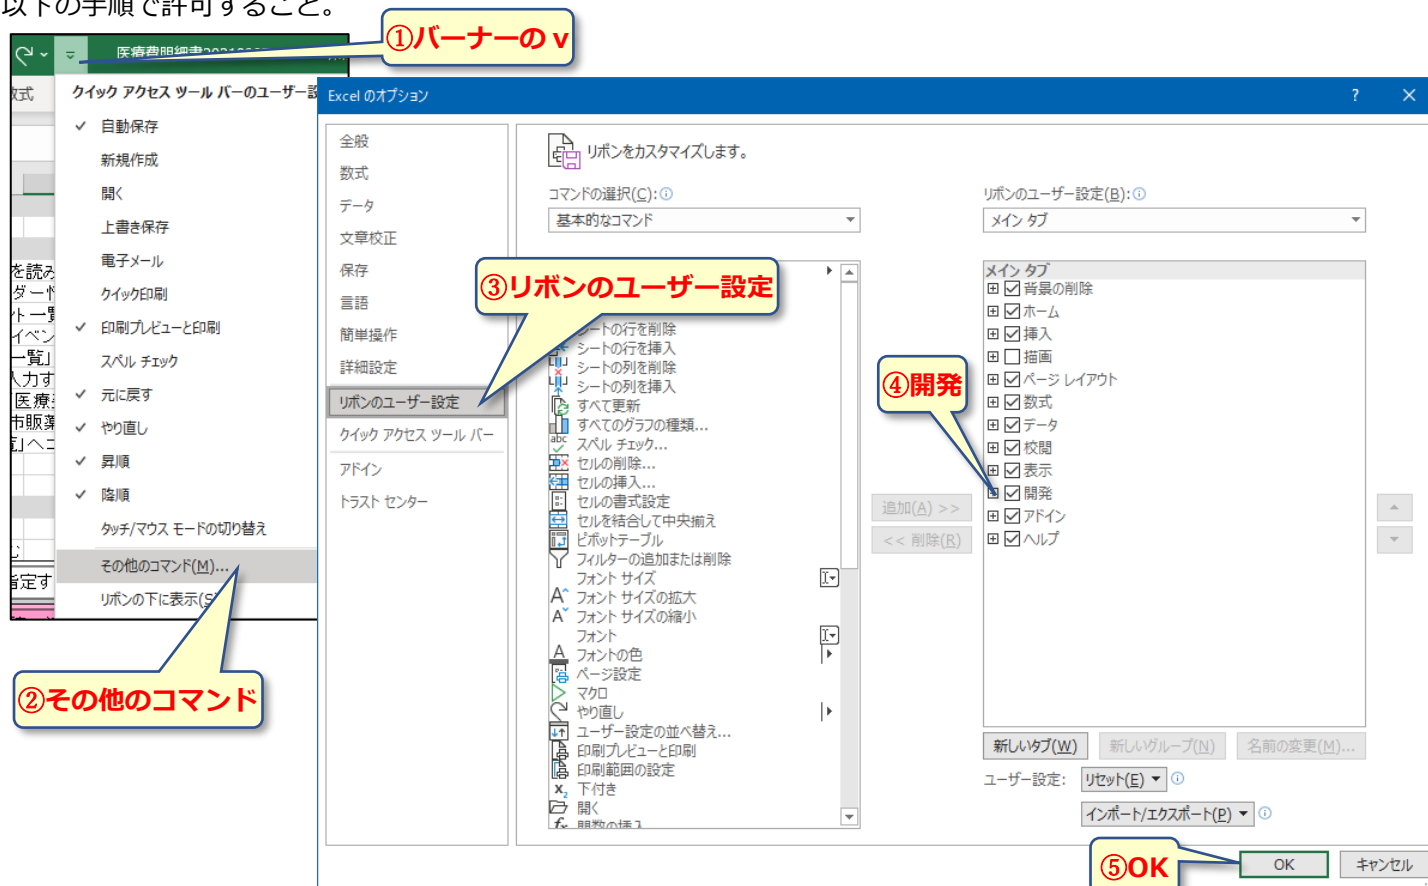 以下の手順で許可すること。
①バーナーのv
クイック アクセス ツール バーのユーザー設
自動保存
新規作成
開く
上書き保存
電子メール
クイック印刷
印刷プレビューと印刷
スペル チェック
元に戻す
やり直し
昇順
降順
タッチ/マウス モードの切り替え
その他のコマンド(M)...
リボンの下に表示(S
②その他のコマンド
Excel のオプション
全般
数式
データ
文章校正
保存
言語
簡単操作
詳細設定
リボンのユーザー設定
クイック アクセス ツール バー
アドイン
トラスト センター
リボンをカスタマイズします。
コマンドの選択(C):
基本的なコマンド
③リボンのユーザー設定
シートの行を削除
シートの行を挿入
シートの列を削除
シートの列を挿入
すべて更新
すべてのグラフの種類...
スペル チェック...
セルの削除...
セルの挿入...
セルの書式設定
セルを結合して中央揃え
ピボットテーブル
フィルターの追加または削除
フォント サイズ
フォント サイズの拡大
フォント サイズの縮小
フォント
フォントの色
ページ設定
マクロ
やり直し
ユーザー設定の並べ替え...
印刷プレビューと印刷
印刷範囲の設定
下付き
開く
関数の挿入
追加(A) >>
<< 削除(R)
リボンのユーザー設定(B):
メイン タブ
メイン タブ
背景の削除
ホーム
挿入
描画
ページ レイアウト
数式
データ
校閲
表示
開発
アドイン
ヘルプ
④開発
新しいタブ(W)
新しいグループ(N)
名前の変更(M)...
ユーザー設定:
リセット(E)
インポート/エクスポート(P)
⑤OK
OK
キャンセル